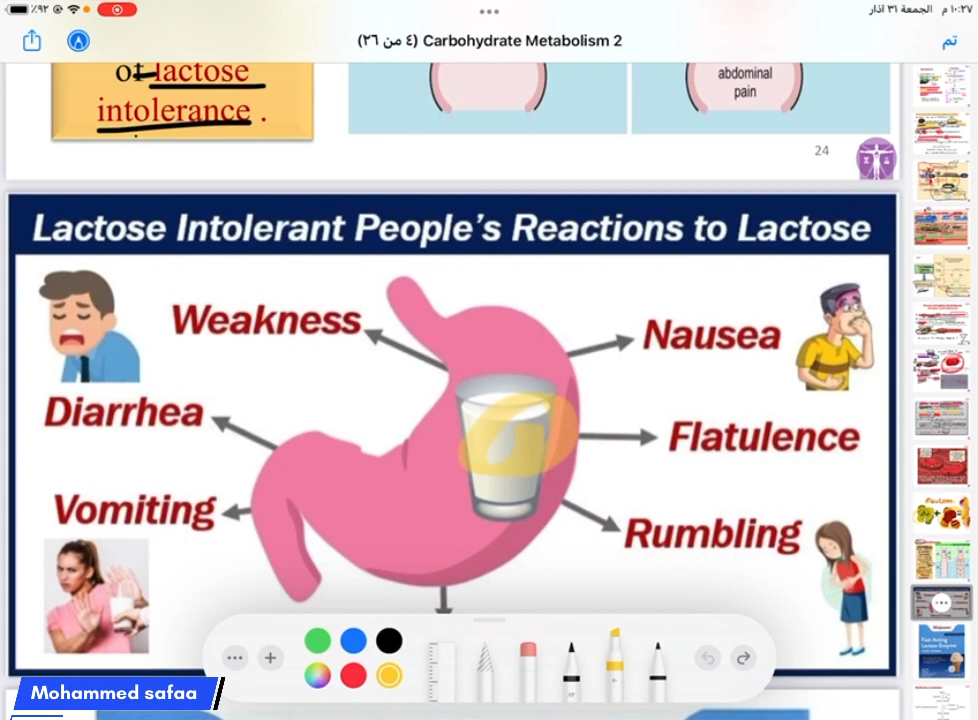 ٪٩٢
١٠:٢٧ م الجمعة ٣١ آذار
Carbohydrate Metabolism 2 (٤ من ٢٦)
تم
of lactose
intolerance .
abdominal
pain
24
Lactose Intolerant People's Reactions to Lactose
Weakness
Nausea
Diarrhea
Flatulence
Vomiting
Rumbling
Mohammed safaa